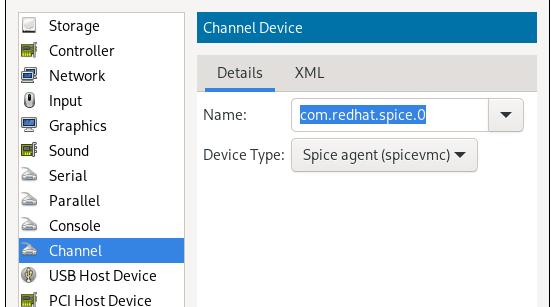 Storage
Controller
Network
Input
Graphics
Sound
Serial
Parallel
Console
Channel
USB Host Device
PCI Host Device
Channel Device
Details XML
Name: com.redhat.spice.0
Device Type: Spice agent (spicevmc)